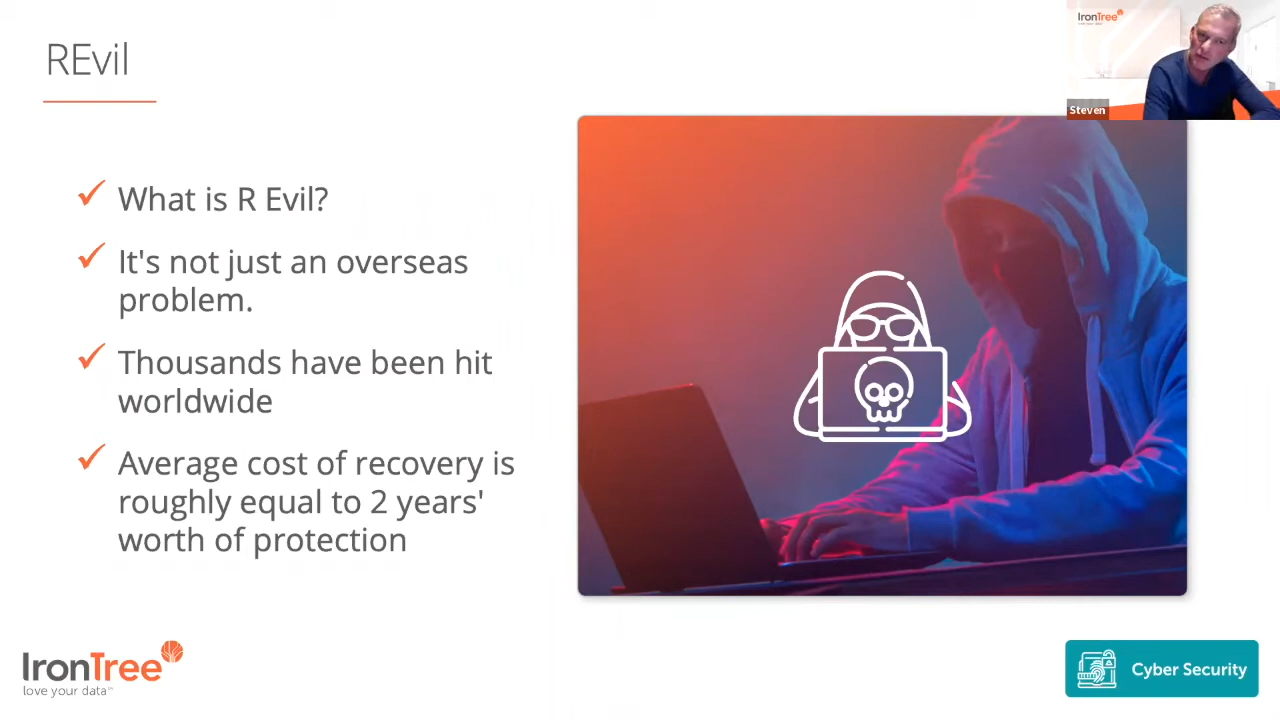 REvil
IronTree
Steven
What is R Evil?
It's not just an overseas
problem.
Thousands have been hit
worldwide
Average cost of recovery is
roughly equal to 2 years'
worth of protection
IronTree
love your data
Cyber Security